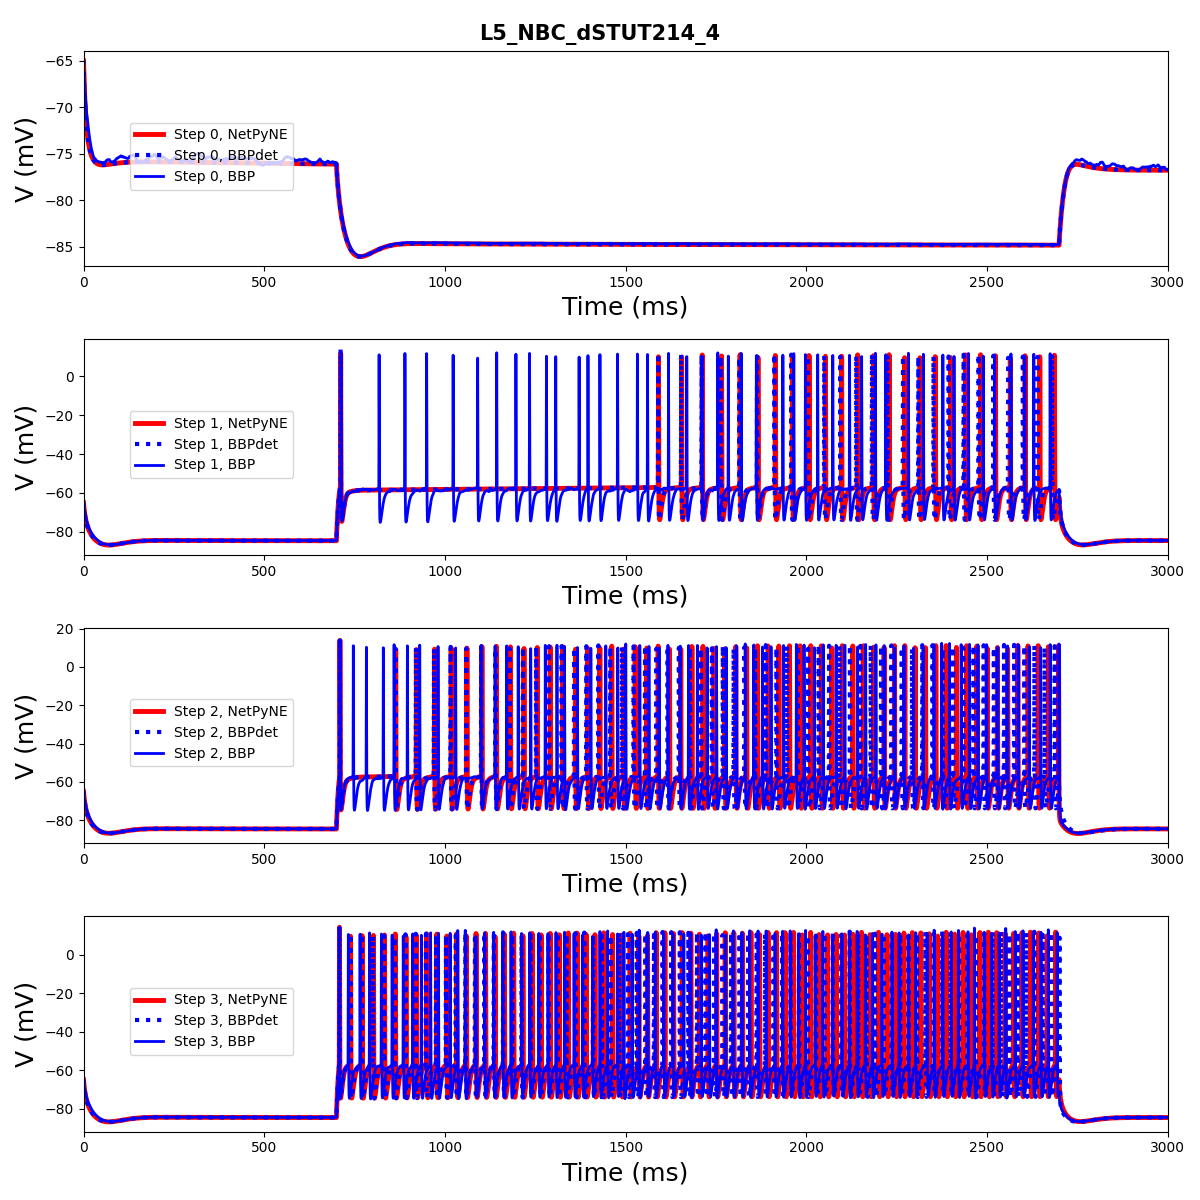 L5_NBC_dSTUT214_4
−65
−70
−75
−80
−85
V (mV)
Step 0, NetPyNE
Step 0, BBPdet
Step 0, BBP
0 500 1000 1500 2000 2500 3000
Time (ms)
0
−20
−40
−60
−80
V (mV)
Step 1, NetPyNE
Step 1, BBPdet
Step 1, BBP
0 500 1000 1500 2000 2500 3000
Time (ms)
20
0
−20
−40
−60
−80
V (mV)
Step 2, NetPyNE
Step 2, BBPdet
Step 2, BBP
0 500 1000 1500 2000 2500 3000
Time (ms)
0
−20
−40
−60
−80
V (mV)
Step 3, NetPyNE
Step 3, BBPdet
Step 3, BBP
0 500 1000 1500 2000 2500 3000
Time (ms)